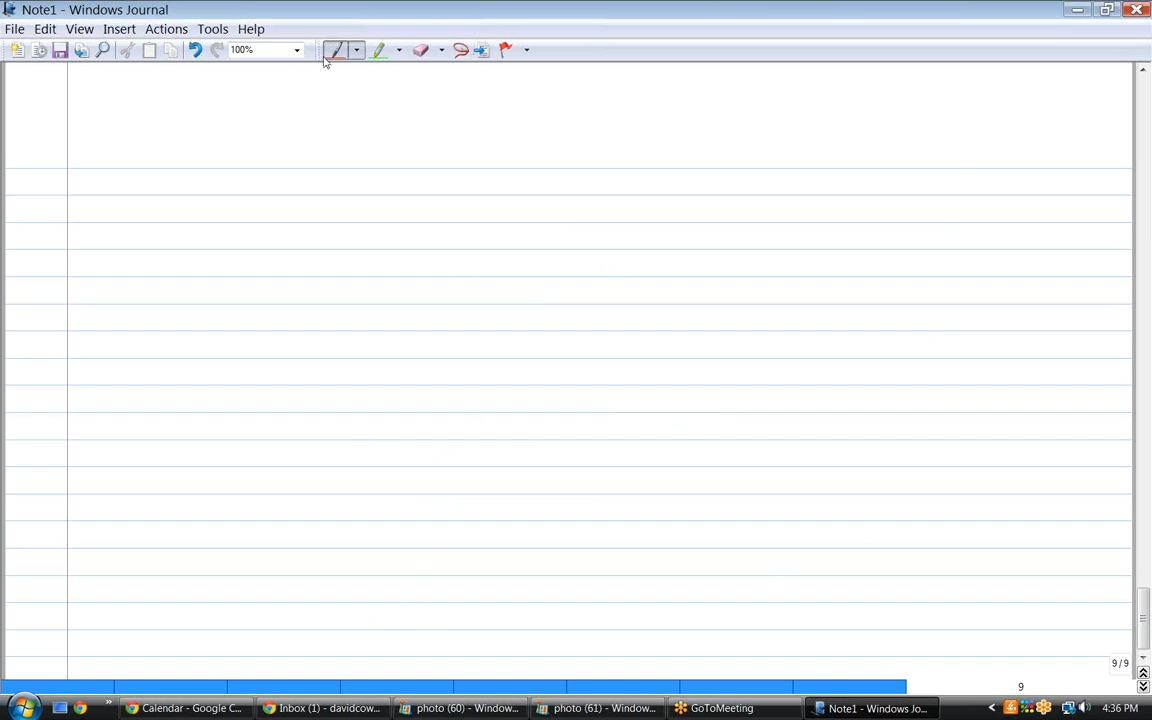 Note1 - Windows Journal
File Edit View Insert Actions Tools Help
100%
9 / 9
9
Calendar - Google C... Inbox (1) - davidcow... photo (60) - Window... photo (61) - Window... GoToMeeting Note1 - Windows Jo... 4:36 PM